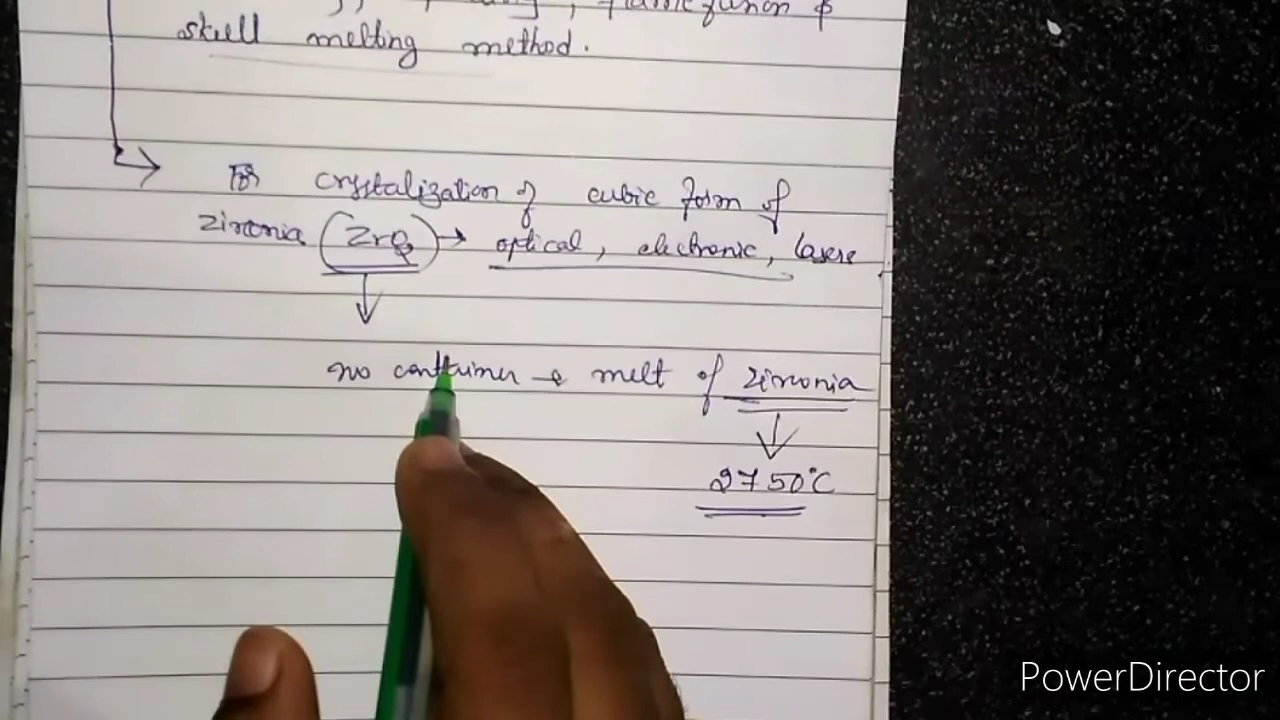 skull melting method.
For crystalization of cubic form of
zirconia (ZrO2) → optical, electronic, lasere
no container melt of zirconia
2750°C
PowerDirector